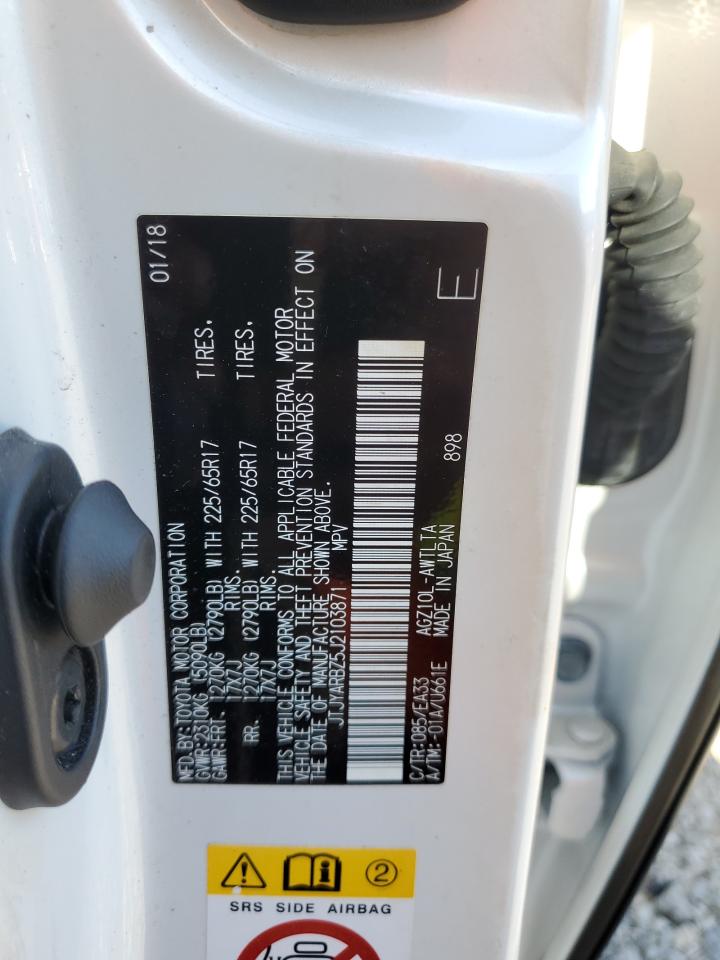 MFD.BY:TOYOTA MOTOR CORPORATION 01/18
GVWR:2310KG (5090LB)
GAWR:FRT. 1270KG (2790LB) WITH 225/65R17 TIRES.
17X7J RIMS.
RR. 1270KG (2790LB) WITH 225/65R17 TIRES.
17X7J RIMS.
THIS VEHICLE CONFORMS TO ALL APPLICABLE FEDERAL MOTOR
VEHICLE SAFETY AND THEFT PREVENTION STANDARDS IN EFFECT ON
THE DATE OF MANUFACTURE SHOWN ABOVE.
JTJYARBZ5J2103871 MPV
C/TR:085/EA33 AGZ10L-AWTLTA
A/TM:-01A/U661E MADE IN JAPAN 898
E
2
SRS SIDE AIRBAG